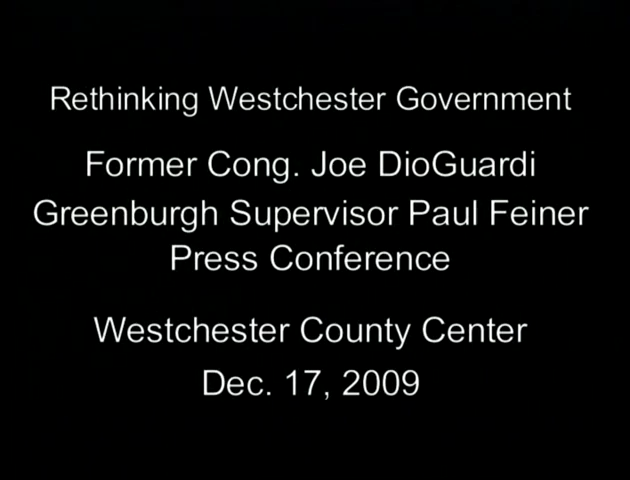 Rethinking Westchester Government
Former Cong. Joe DioGuardi
Greenburgh Supervisor Paul Feiner
Press Conference
Westchester County Center
Dec. 17, 2009